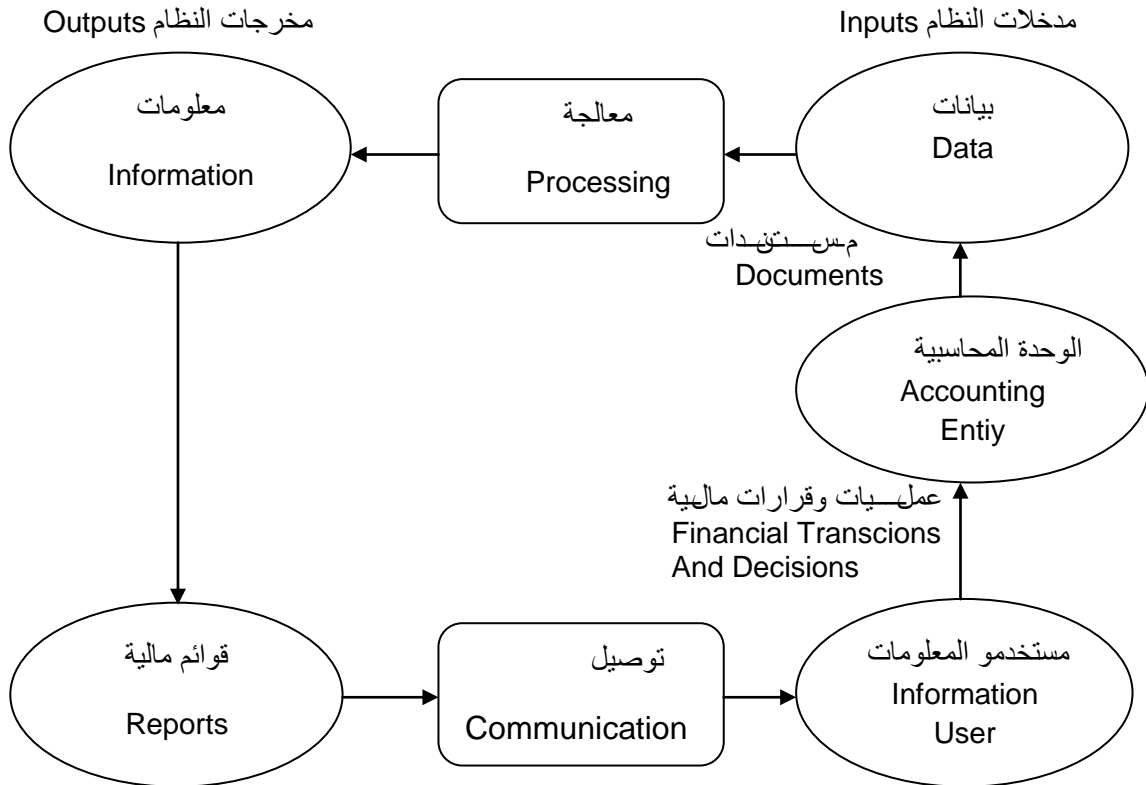 مدخلات النظام Inputs
مخرجات النظام Outputs
بيانات
Data
معالجة
Processing
معلومات
Information
مستندات
Documents
الوحدة المحاسبية
Accounting
Entiy
عمليات وقرارات مالية
Financial Transcions
And Decisions
مستخدمو المعلومات
Information
User
توصيل
Communication
قوائم مالية
Reports